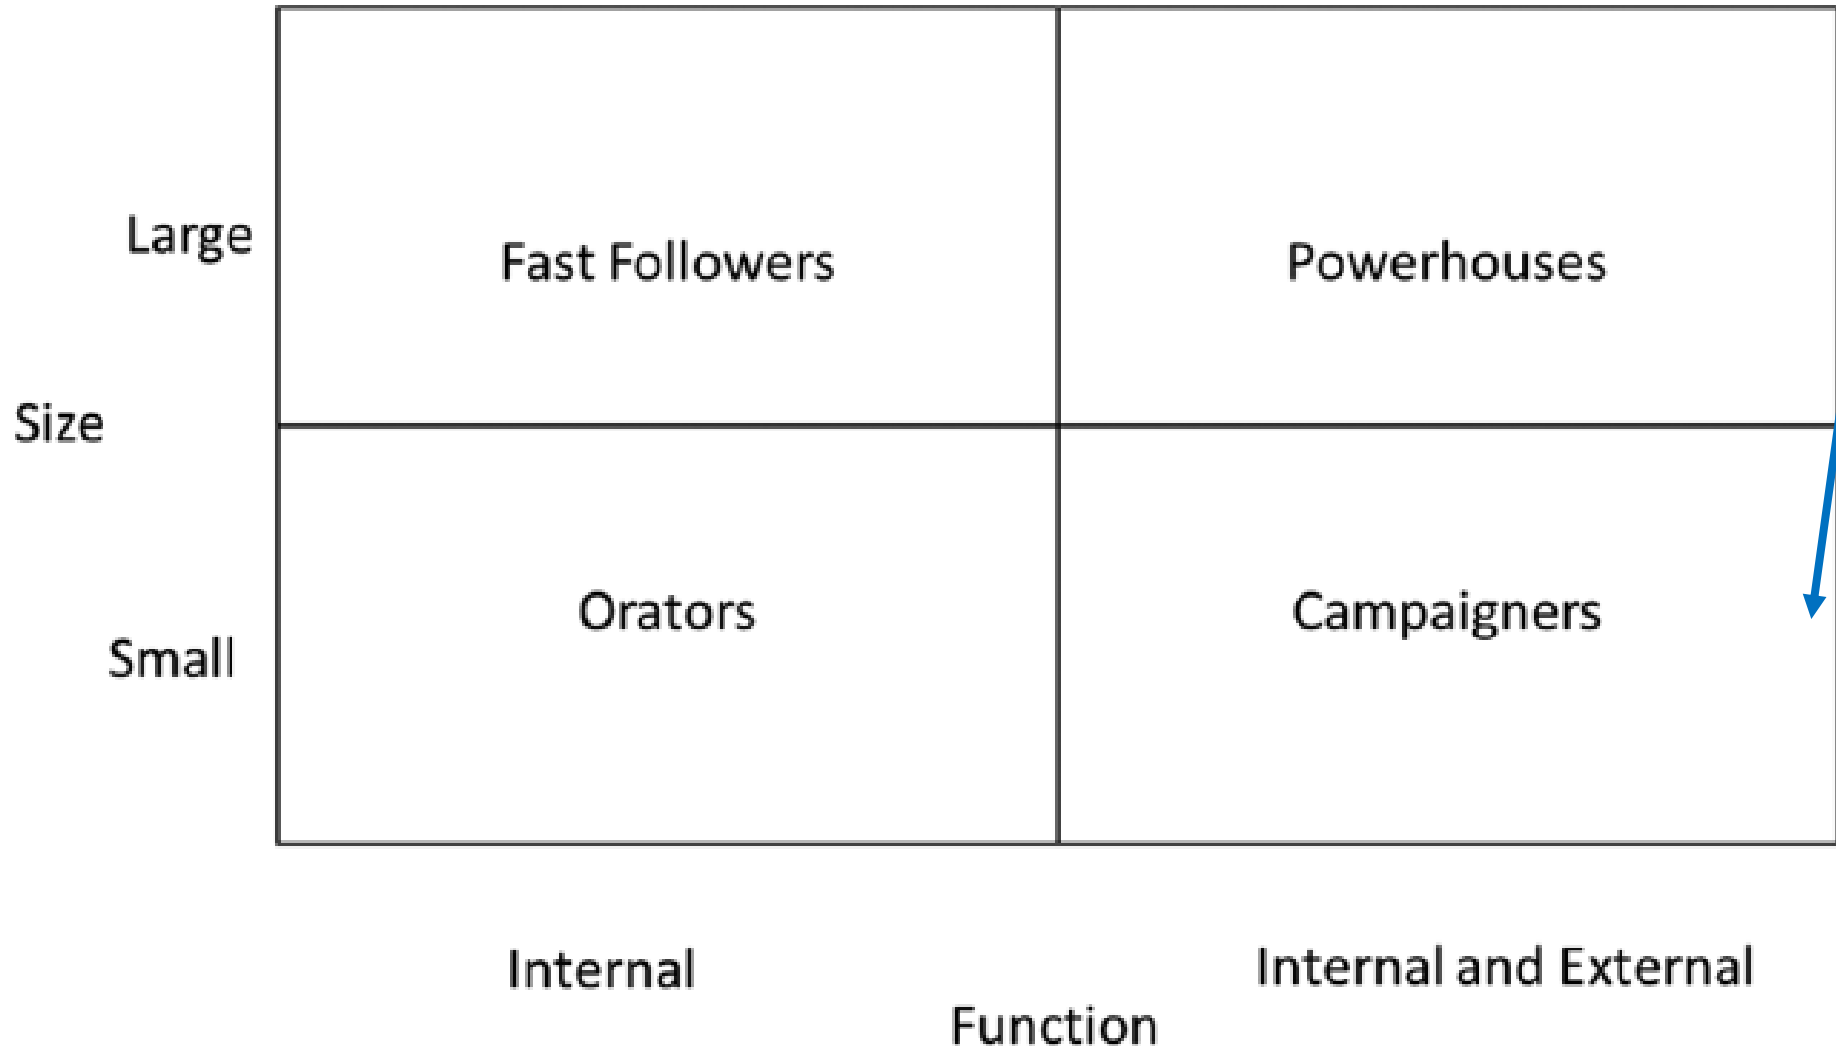 Large
Fast Followers
Powerhouses
Size
Orators
Campaigners
Small
Internal
Internal and External
Function